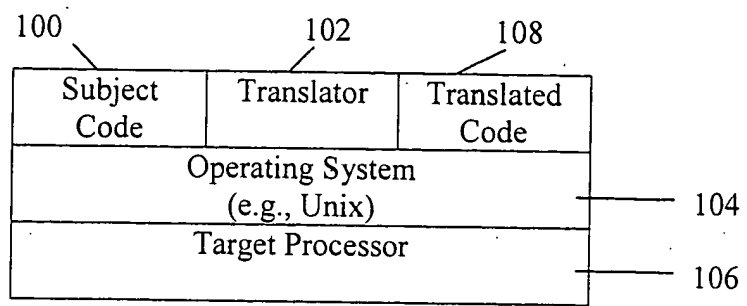 100 102 108
Subject Code Translator Translated Code
Operating System
(e.g., Unix)
104
Target Processor
106